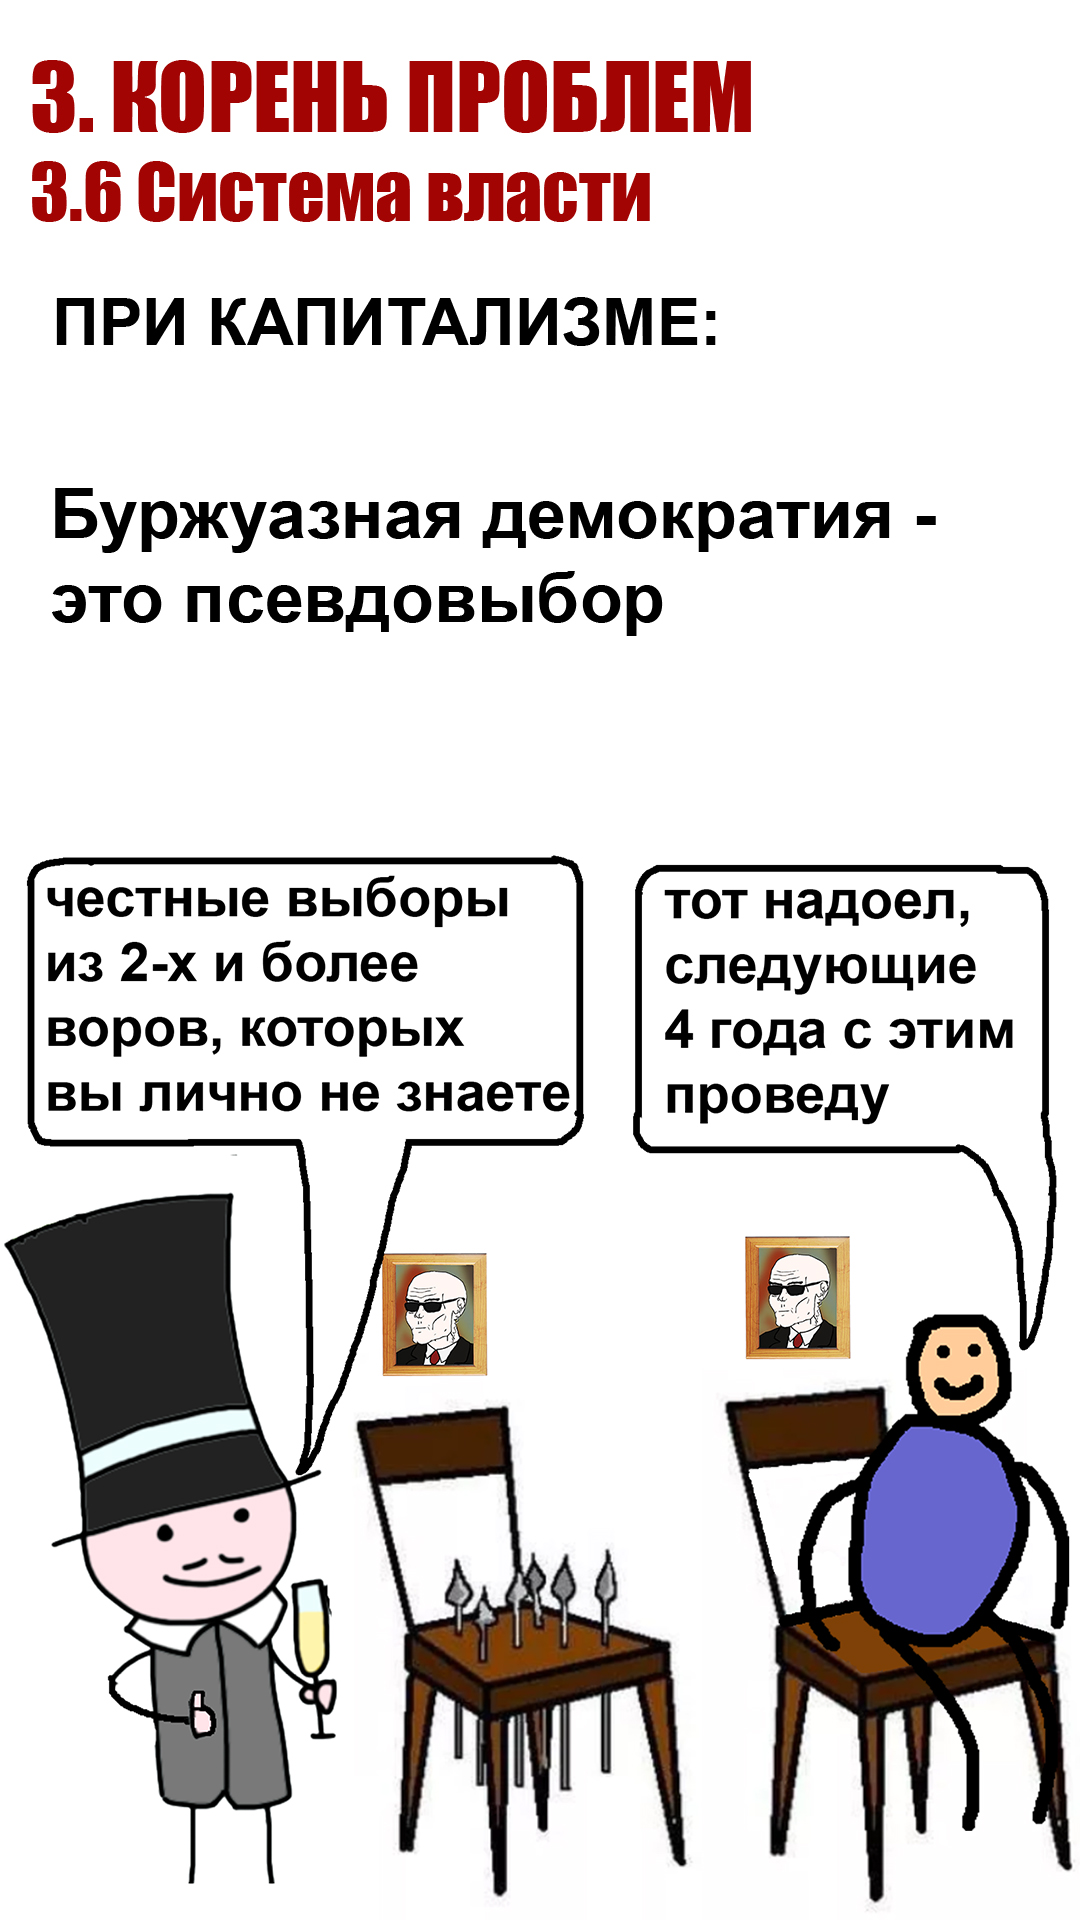 3. КОРЕНЬ ПРОБЛЕМ
3.6 Система власти
ПРИ КАПИТАЛИЗМЕ:
Буржуазная демократия -
это псевдовыбор
честные выборы
из 2-х и более
воров, которых
вы лично не знаете
тот надоел,
следующие
4 года с этим
проведу